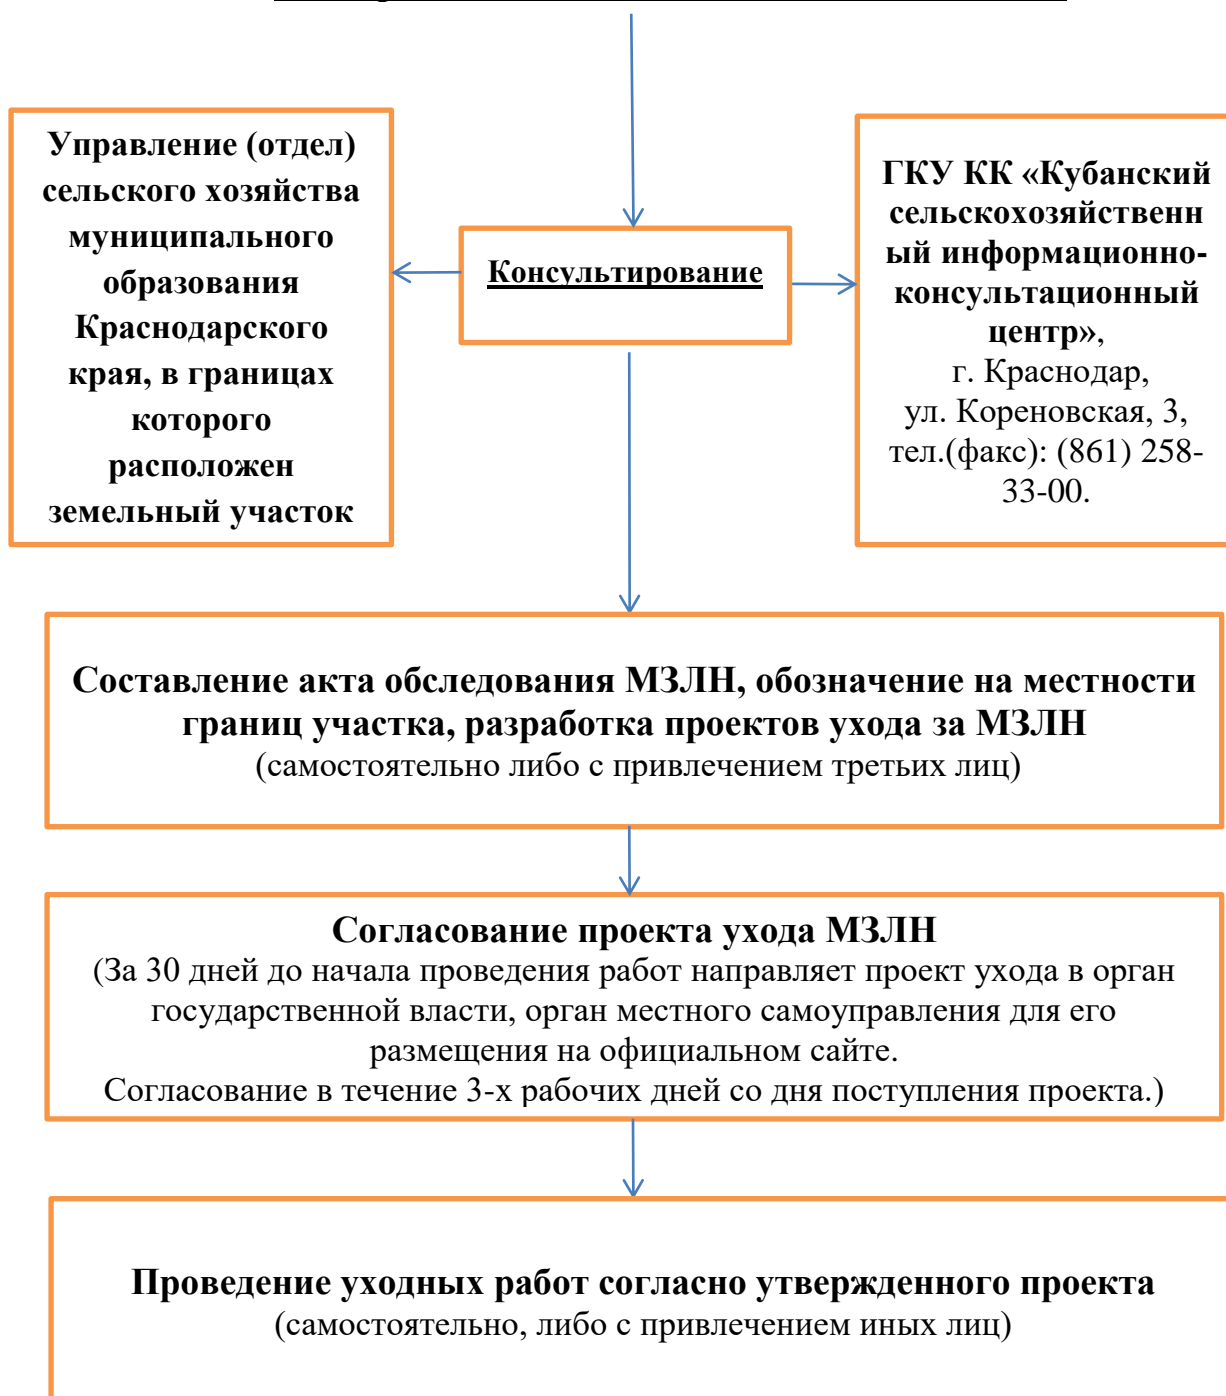 Управление (отдел)
сельского хозяйства
муниципального
образования
Краснодарского
края, в границах
которого
расположен
земельный участок
Консультирование
ГКУ КК «Кубанский
сельскохозяйственн
ый информационно-
консультационный
центр»,
г. Краснодар,
ул. Кореновская, 3,
тел.(факс): (861) 258-
33-00.
Составление акта обследования МЗЛН, обозначение на местности
границ участка, разработка проектов ухода за МЗЛН
(самостоятельно либо с привлечением третьих лиц)
Согласование проекта ухода МЗЛН
(За 30 дней до начала проведения работ направляет проект ухода в орган
государственной власти, орган местного самоуправления для его
размещения на официальном сайте.
Согласование в течение 3-х рабочих дней со дня поступления проекта.)
Проведение уходных работ согласно утвержденного проекта
(самостоятельно, либо с привлечением иных лиц)